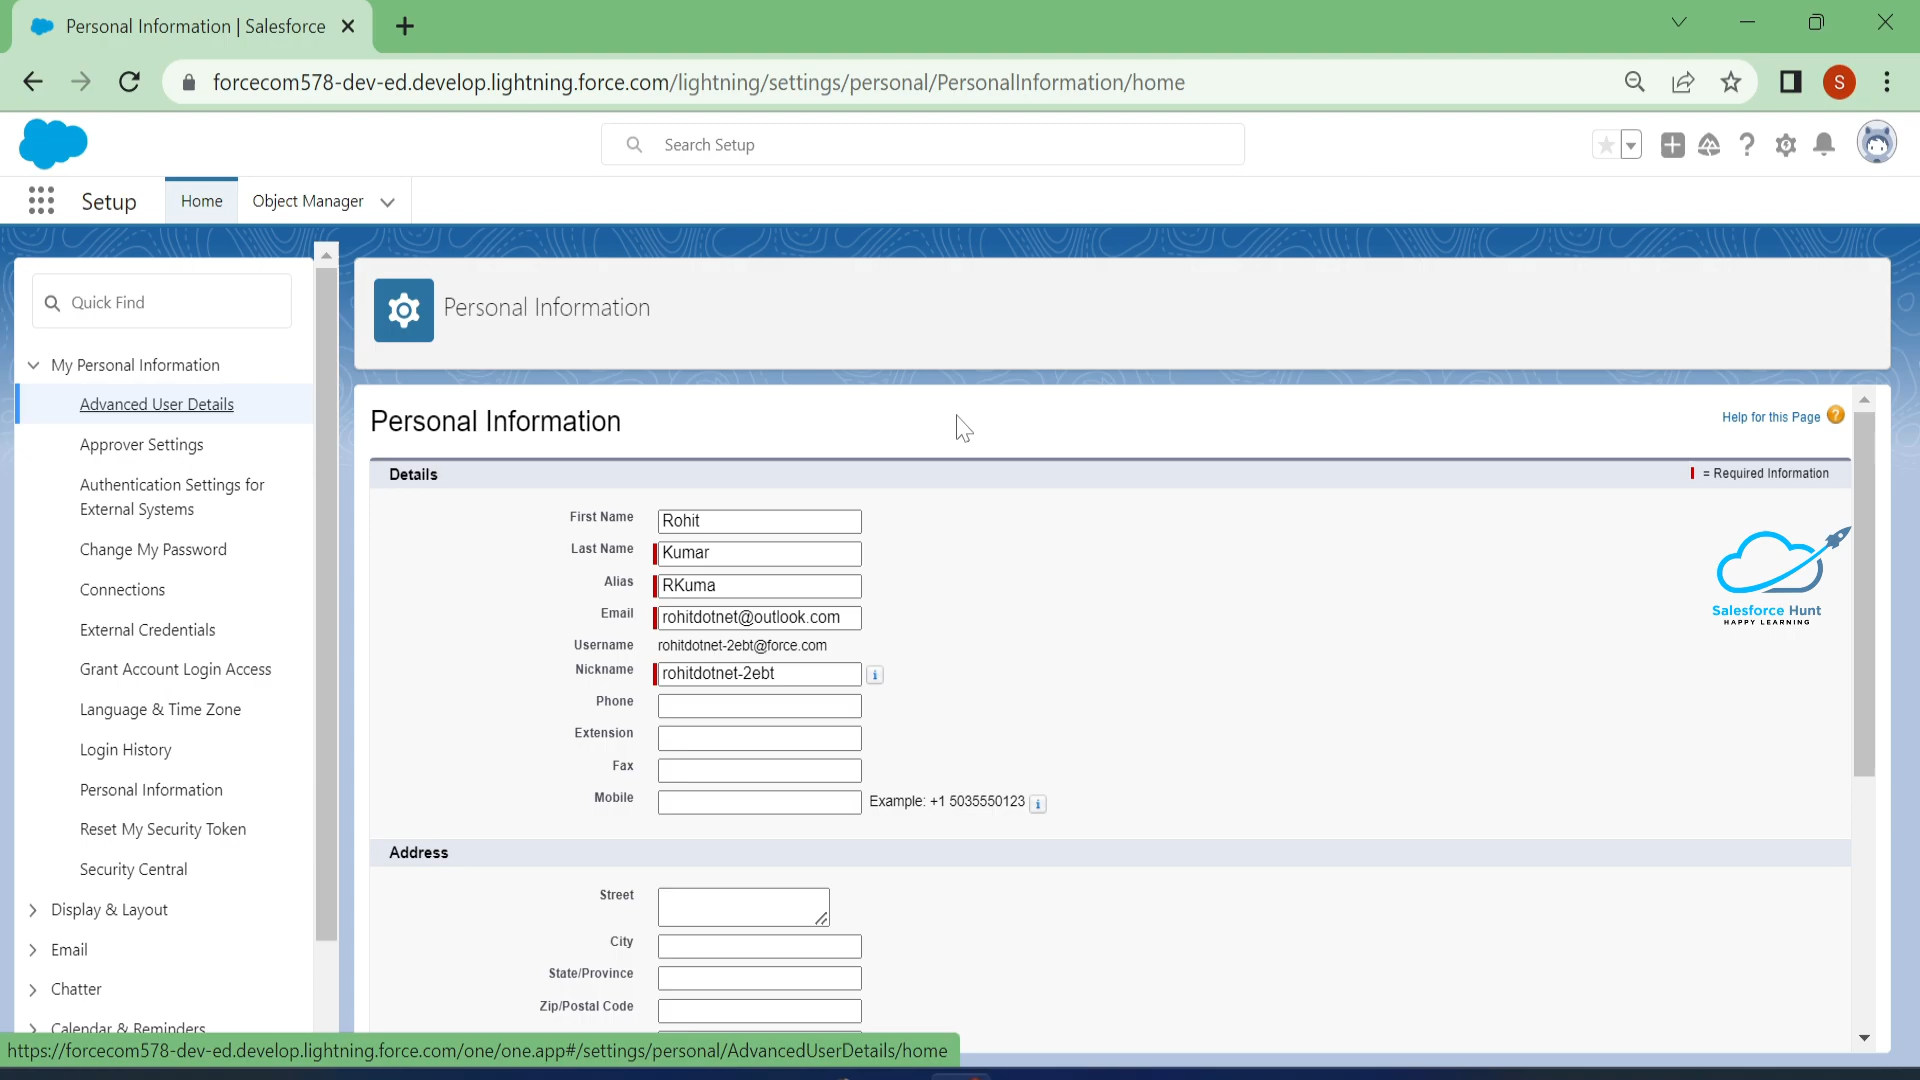 Personal Information | Salesforce
forcecom578-dev-ed.develop.lightning.force.com/lightning/settings/personal/PersonalInformation/home
S
Search Setup
Setup
Home
Object Manager
Quick Find
My Personal Information
Advanced User Details
Approver Settings
Authentication Settings for
External Systems
Change My Password
Connections
External Credentials
Grant Account Login Access
Language & Time Zone
Login History
Personal Information
Reset My Security Token
Security Central
Display & Layout
Email
Chatter
Calendar & Reminders
Personal Information
Personal Information
Help for this Page ?
Details
= Required Information
First Name Rohit
Last Name Kumar
Alias RKuma
Email rohitdotnet@outlook.com
Username rohitdotnet-2ebt@force.com
Nickname rohitdotnet-2ebt i
Phone
Extension
Fax
Mobile Example: +1 5035550123 i
Salesforce Hunt
HAPPY LEARNING
Address
Street
City
State/Province
Zip/Postal Code
https://forcecom578-dev-ed.develop.lightning.force.com/one/one.app#/settings/personal/AdvancedUserDetails/home